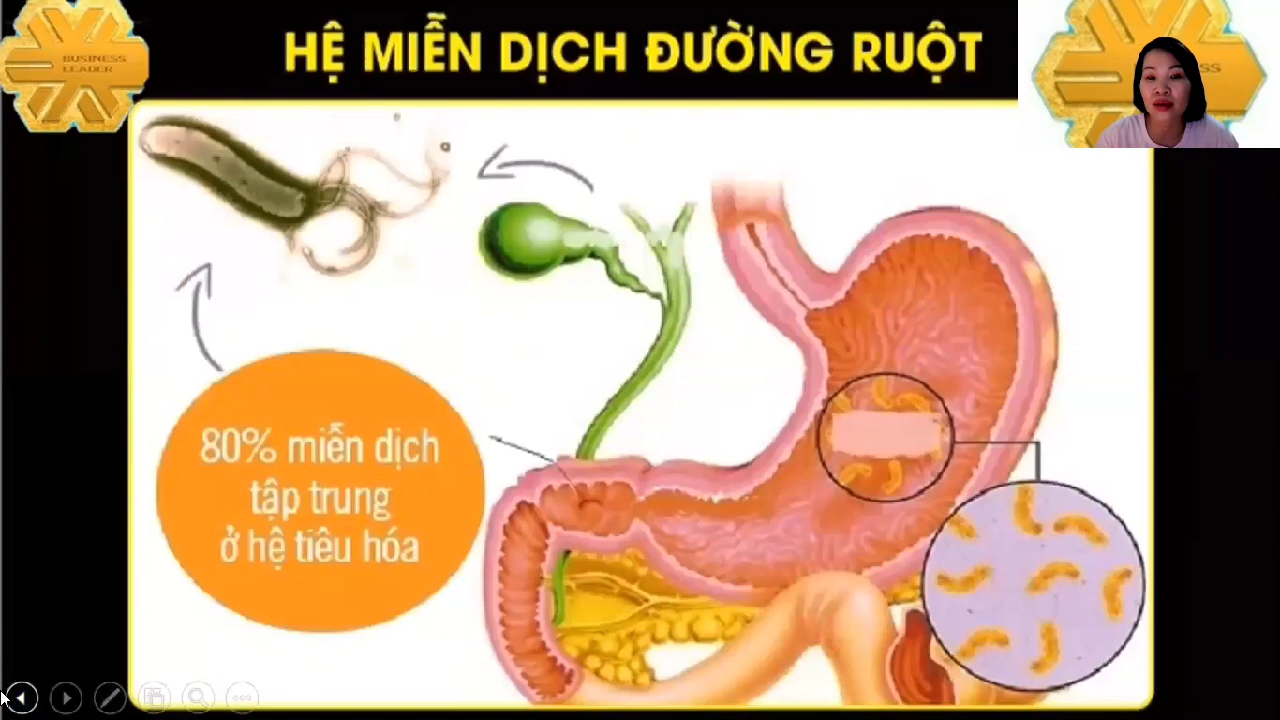 BUSINESS
LEADER
HỆ MIỄN DỊCH ĐƯỜNG RUỘT
80% miễn dịch
tập trung
ở hệ tiêu hóa